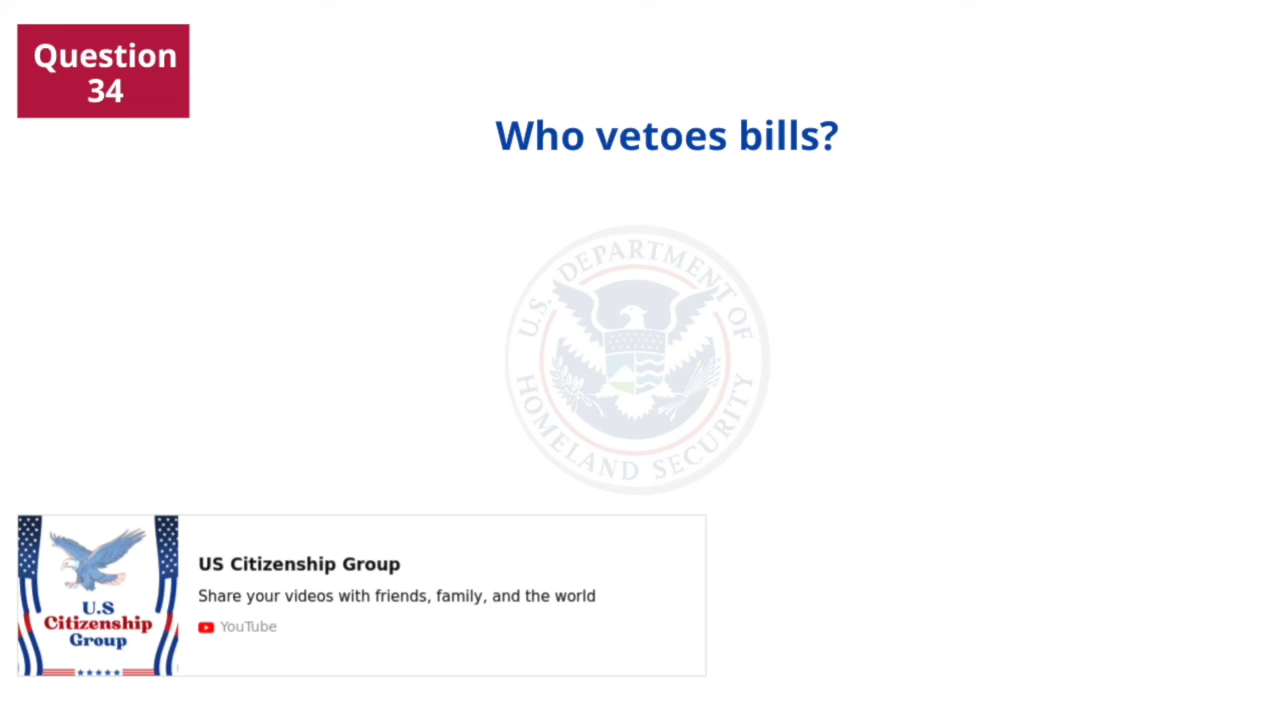 Question
34
Who vetoes bills?
U.S. DEPARTMENT OF
HOMELAND SECURITY
US Citizenship Group
Share your videos with friends, family, and the world
YouTube
U.S
Citizenship
Group